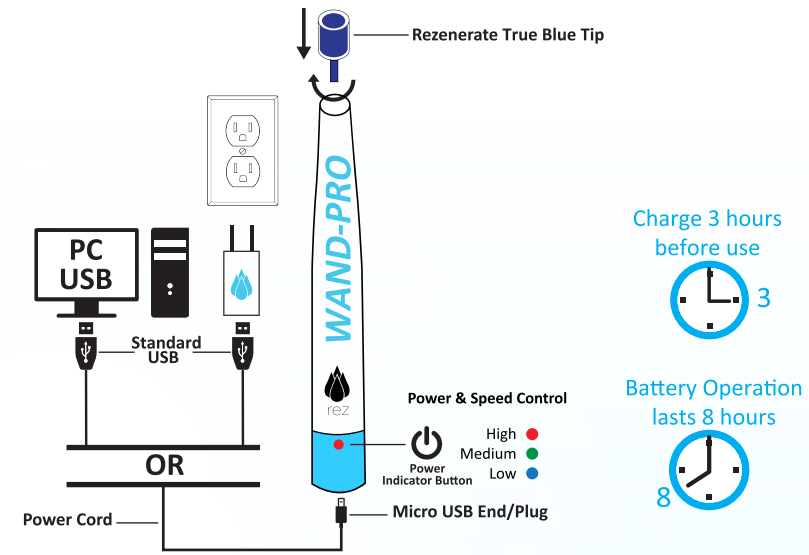 Rezenerate True Blue Tip
WAND-PRO
rez
PC
USB
Standard
USB
OR
Power Cord
Micro USB End/Plug
Power & Speed Control
Power
Indicator Button
High
Medium
Low
Charge 3 hours
before use
3
Battery Operation
lasts 8 hours
8